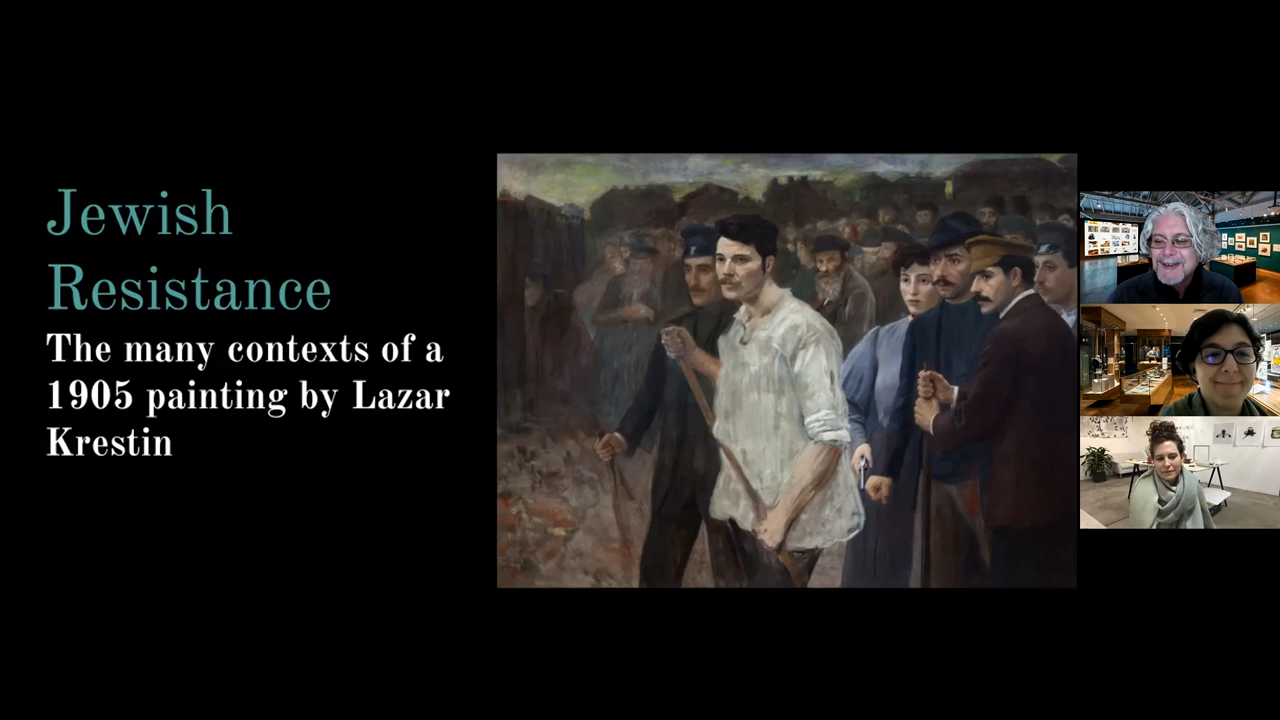 Jewish
Resistance
The many contexts of a
1905 painting by Lazar
Krestin